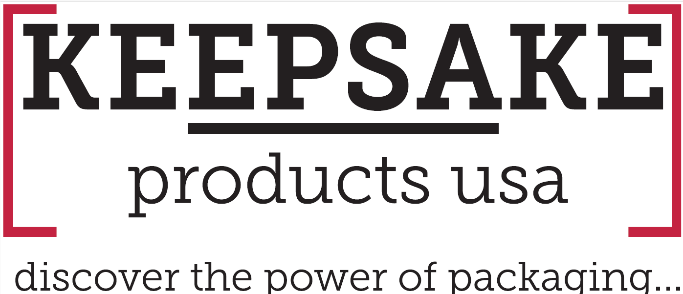 KEEPSAKE
products usa
discover the power of packaging...